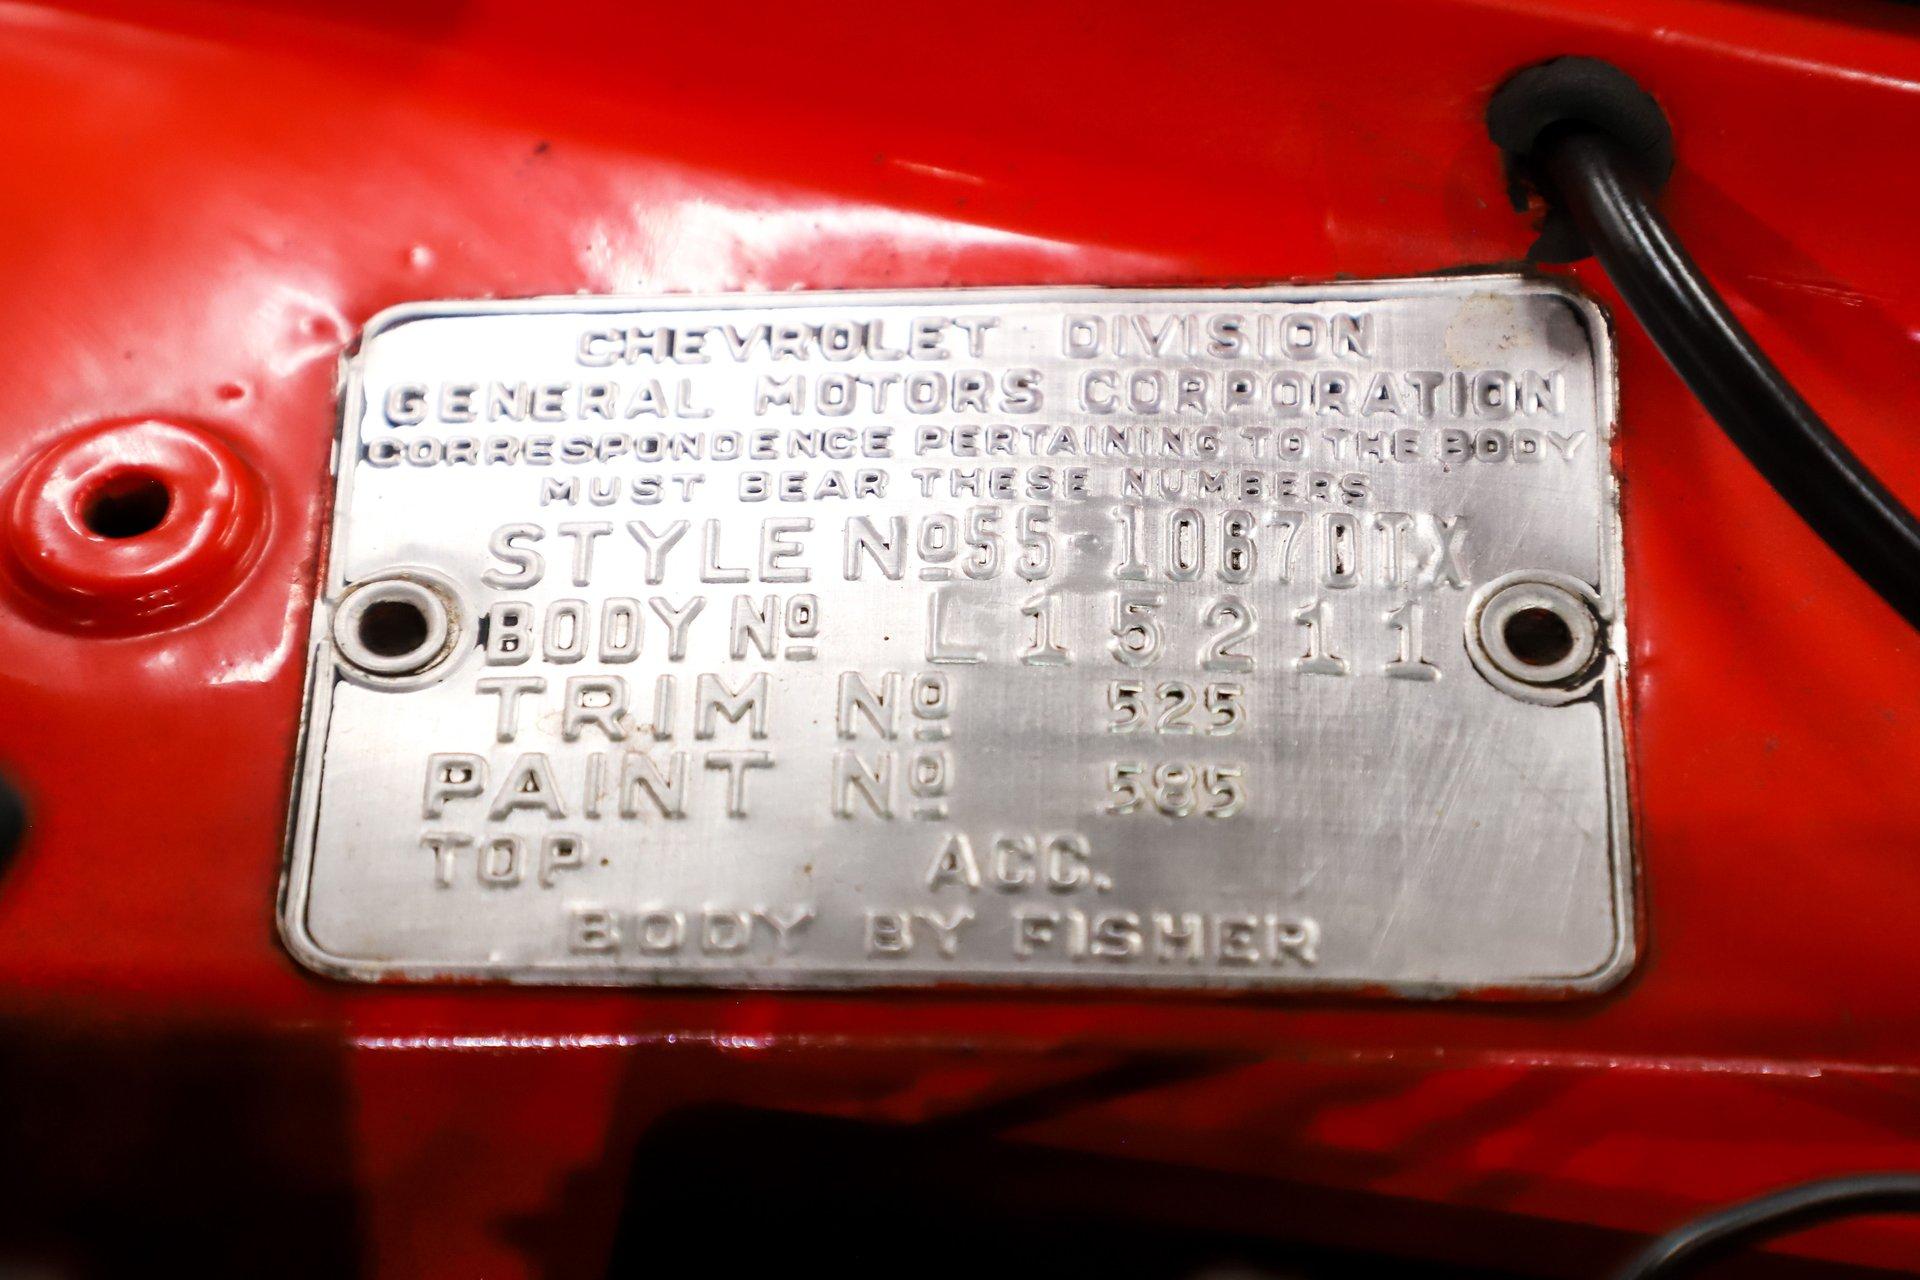 CHEVROLET DIVISION
GENERAL MOTORS CORPORATION
CORRESPONDENCE PERTAINING TO THE BODY
MUST BEAR THESE NUMBERS
STYLE Nº 55-1067DTX
BODY Nº L15211
TRIM Nº 525
PAINT Nº 585
TOP. ACC.
BODY BY FISHER